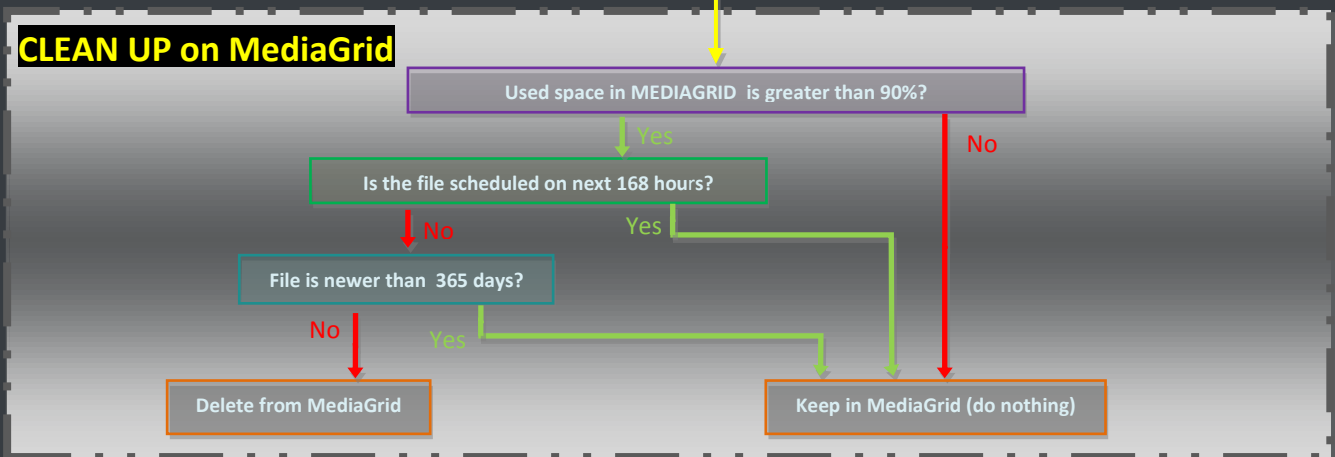 CLEAN UP on MediaGrid
Used space in MEDIAGRID is greater than 90%?
Yes
No
Is the file scheduled on next 168 hours?
No
Yes
File is newer than 365 days?
No
Yes
Delete from MediaGrid
Keep in MediaGrid (do nothing)